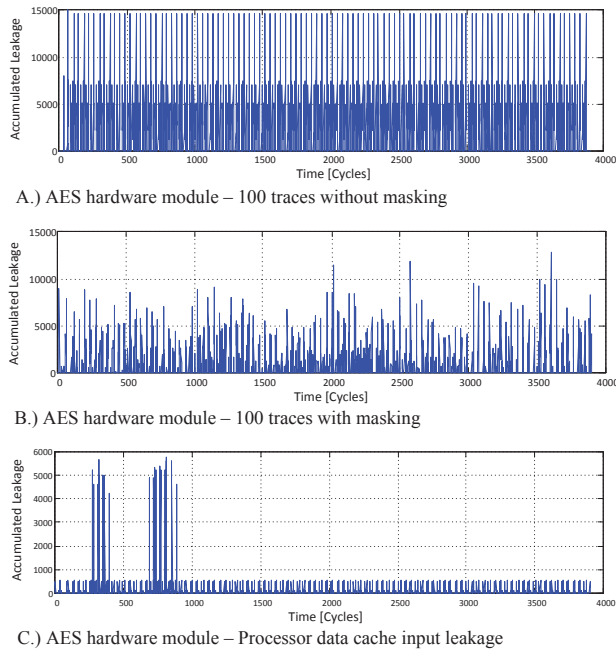 15000
10000
5000
0
Accumulated Leakage
0 500 1000 1500 2000 2500 3000 3500 4000
Time [Cycles]
A.) AES hardware module – 100 traces without masking
15000
10000
5000
0
Accumulated Leakage
0 500 1000 1500 2000 2500 3000 3500 4000
Time [Cycles]
B.) AES hardware module – 100 traces with masking
6000
5000
4000
3000
2000
1000
0
Accumulated Leakage
0 500 1000 1500 2000 2500 3000 3500 4000
Time [Cycles]
C.) AES hardware module – Processor data cache input leakage